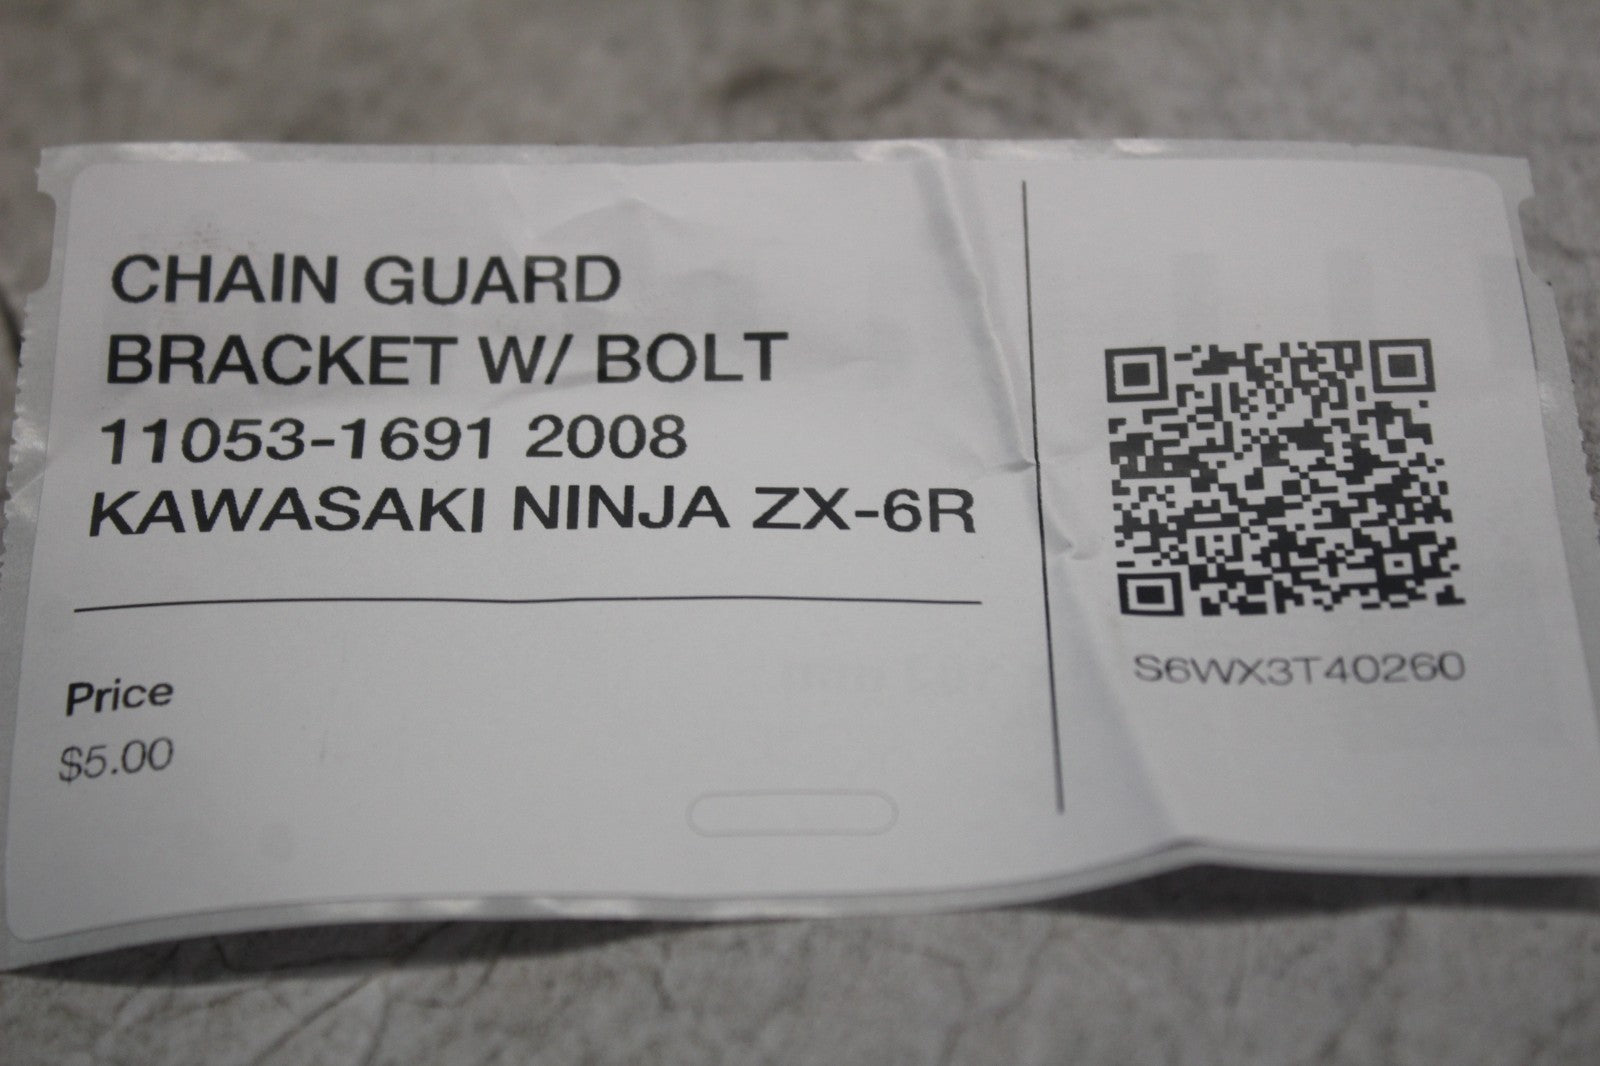 CHAIN GUARD
BRACKET W/ BOLT
11053-1691 2008
KAWASAKI NINJA ZX-6R
Price
$5.00
S6WX3T40260